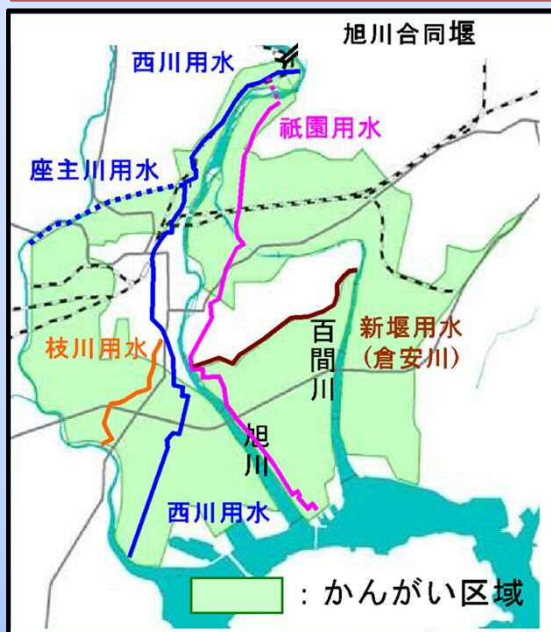 旭川合同堰
西川用水
祇園用水
座主川用水
新堰用水
(倉安川)
百間川
枝川用水
旭川
西川用水
：かんがい区域